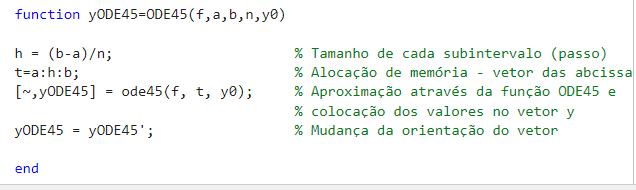 function yODE45=ODE45(f,a,b,n,y0)
h = (b-a)/n; % Tamanho de cada subintervalo (passo)
t=a:h:b; % Alocação de memória - vetor das abcissa
[~,yODE45] = ode45(f, t, y0); % Aproximação através da função ODE45 e
% colocação dos valores no vetor y
yODE45 = yODE45'; % Mudança da orientação do vetor
end